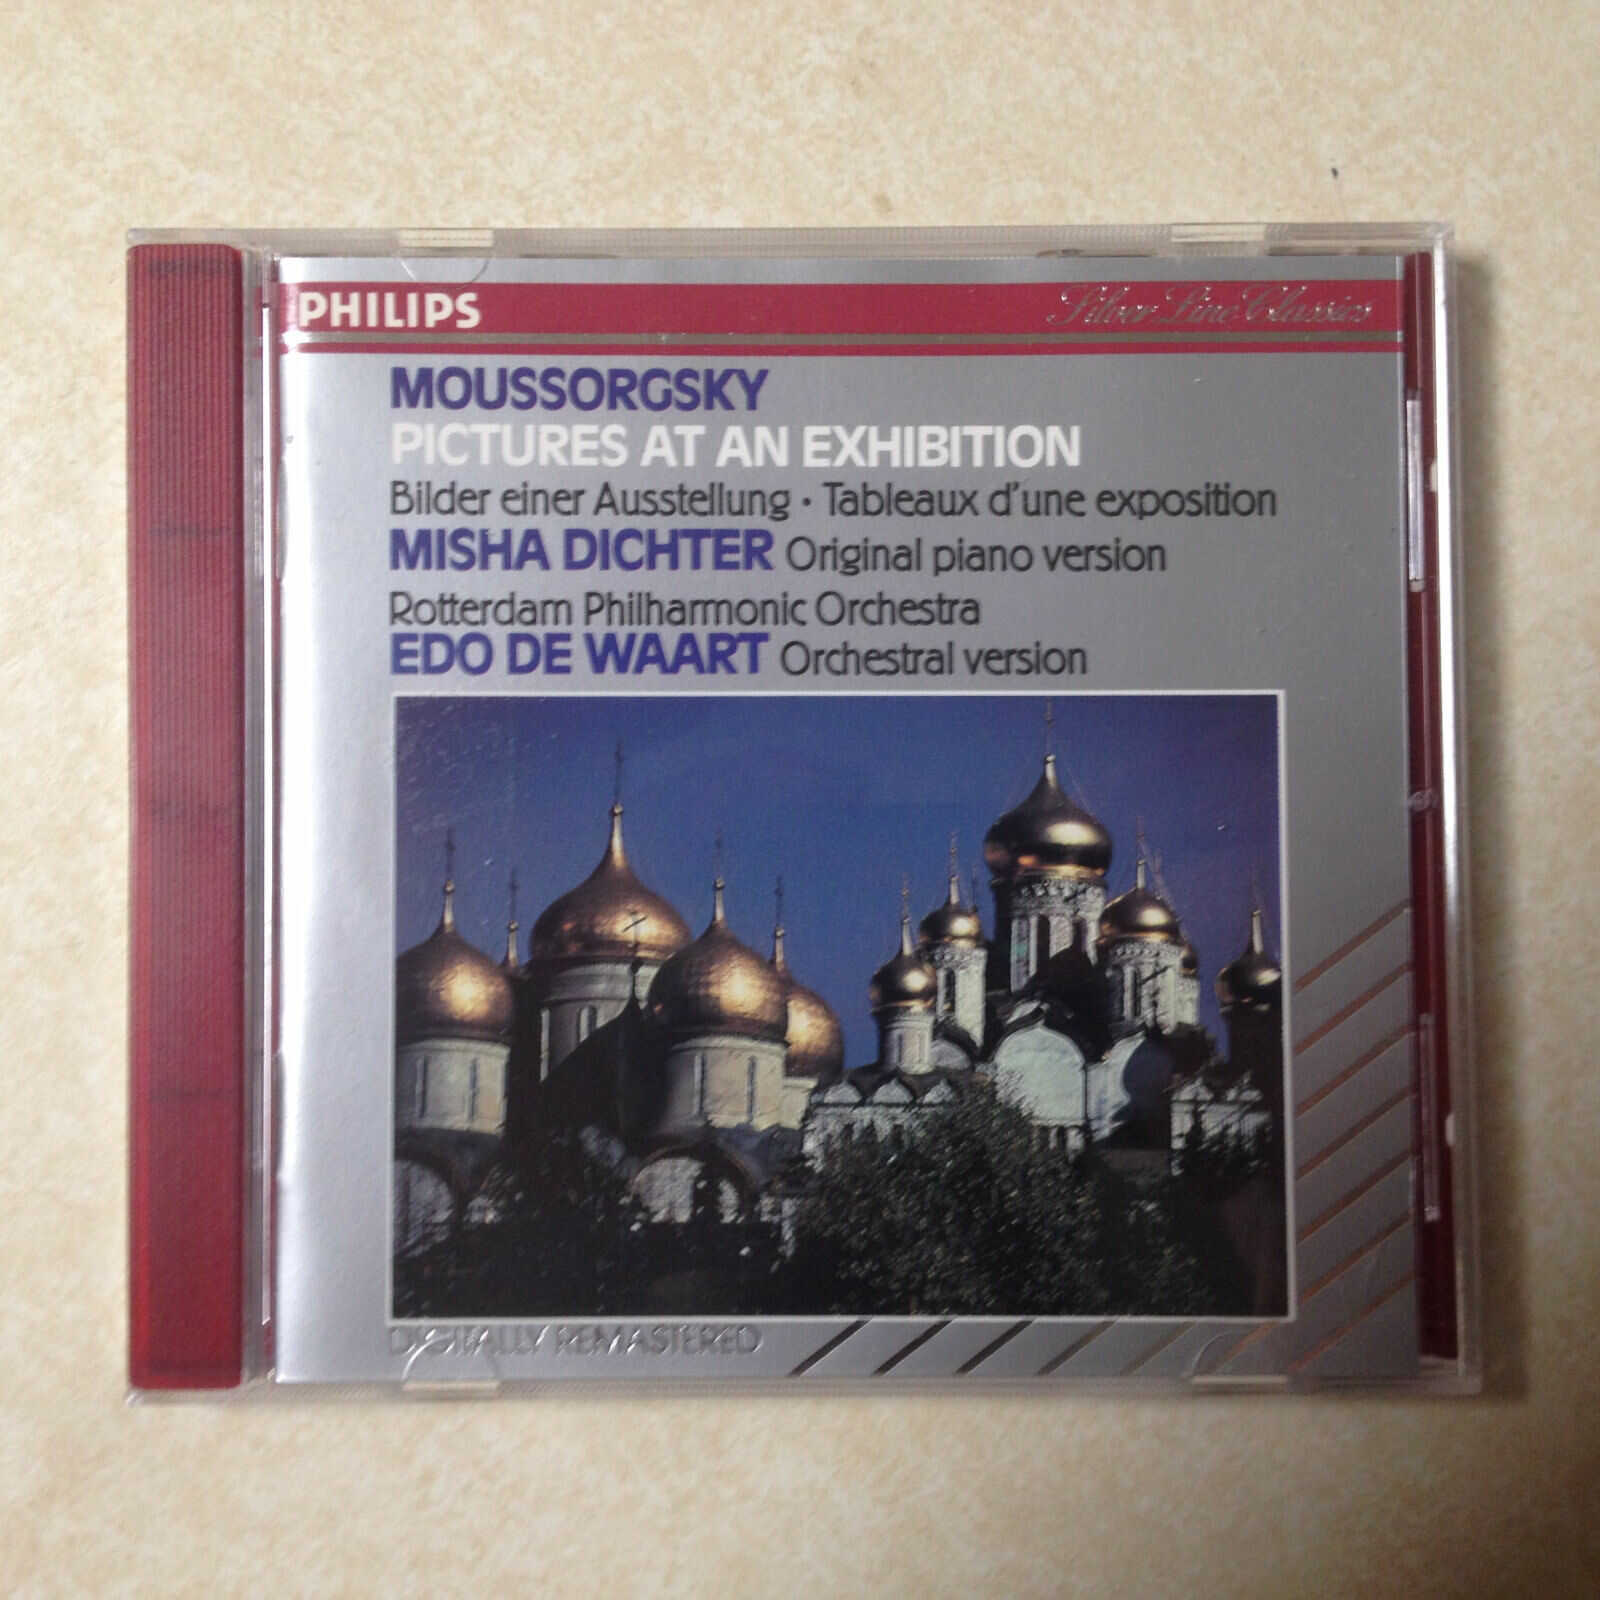 PHILIPS Silver Line Classics
MOUSSORGSKY
PICTURES AT AN EXHIBITION
Bilder einer Ausstellung · Tableaux d'une exposition
MISHA DICHTER Original piano version
Rotterdam Philharmonic Orchestra
EDO DE WAART Orchestral version
DIGITALLY REMASTERED